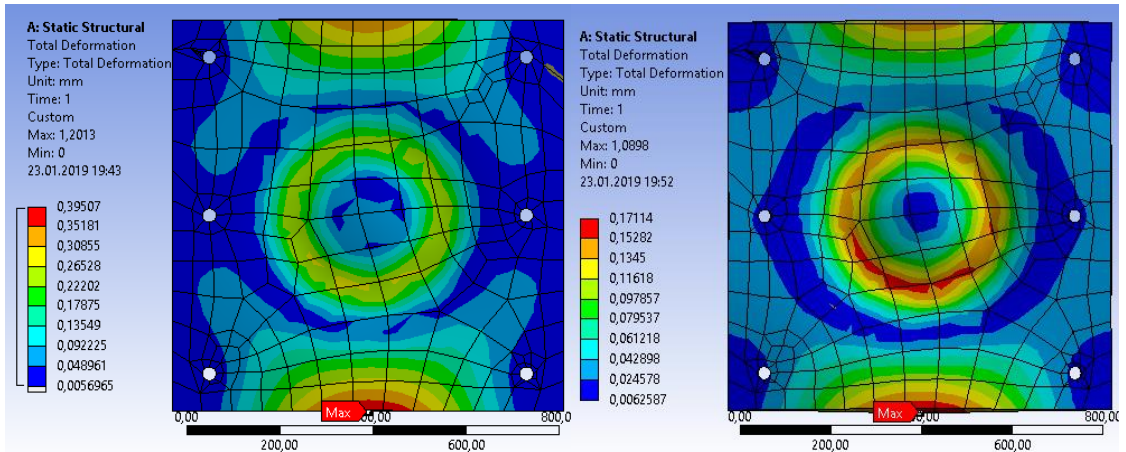 A: Static Structural
Total Deformation
Type: Total Deformation
Unit: mm
Time: 1
Custom
Max: 1,2013
Min: 0
23.01.2019 19:43
0,39507
0,35181
0,30855
0,26528
0,22202
0,17875
0,13549
0,092225
0,048961
0,0056965
Max
0,00
800,0
200,00
600,00
A: Static Structural
Total Deformation
Type: Total Deformation
Unit: mm
Time: 1
Custom
Max: 1,0898
Min: 0
23.01.2019 19:52
0,17114
0,15282
0,1345
0,11618
0,097857
0,079537
0,061218
0,042898
0,024578
0,0062587
Max
0,00
800,
200,00
600,00